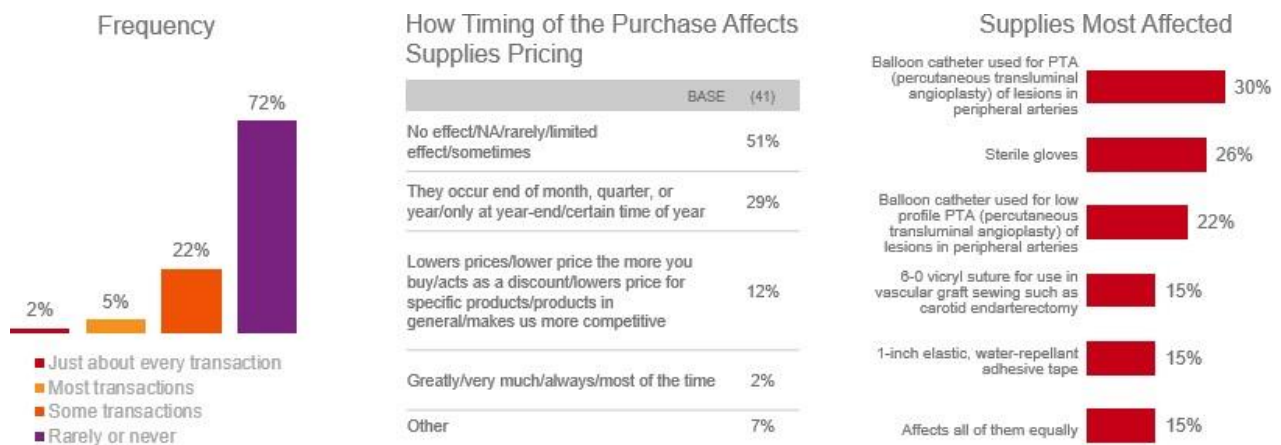 Frequency
72%
22%
5%
2%
Just about every transaction
Most transactions
Some transactions
Rarely or never
How Timing of the Purchase Affects
Supplies Pricing
BASE (41)
No effect/NA/rarely/limited
effect/sometimes
51%
They occur end of month, quarter, or
year/only at year-end/certain time of year
29%
Lowers prices/lower price the more you
buy/acts as a discount/lowers price for
specific products/products in
general/makes us more competitive
12%
Greatly/very much/always/most of the time 2%
Other 7%
Supplies Most Affected
Balloon catheter used for PTA
(percutaneous transluminal
angioplasty) of lesions in
peripheral arteries
30%
Sterile gloves 26%
Balloon catheter used for low
profile PTA (percutaneous
transluminal angioplasty) of
lesions in peripheral arteries
22%
6-0 vicryl suture for use in
vascular graft sewing such as
carotid endarterectomy
15%
1-inch elastic, water-repellant
adhesive tape
15%
Affects all of them equally 15%